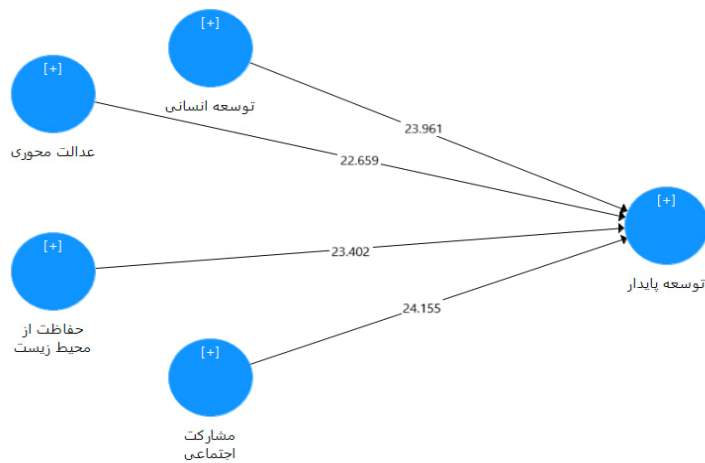 [+]
توسعه انسانی
[+]
عدالت محوری
23.961
22.659
[+]
توسعه پایدار
[+]
حفاظت از
محیط زیست
23.402
24.155
[+]
مشارکت
اجتماعی